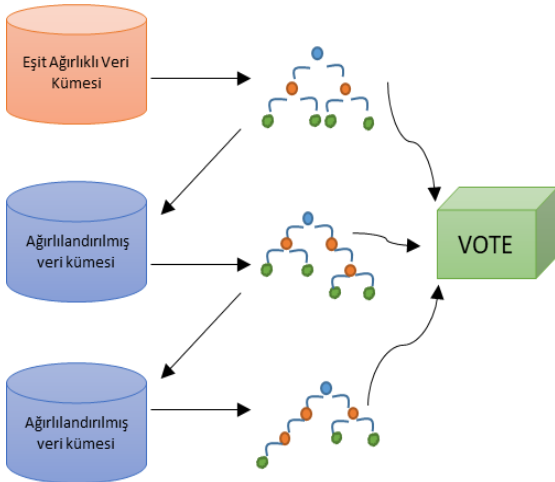 Eşit Ağırlıklı Veri
Kümesi
Ağırlılandırılmış
veri kümesi
VOTE
Ağırlılandırılmış
veri kümesi